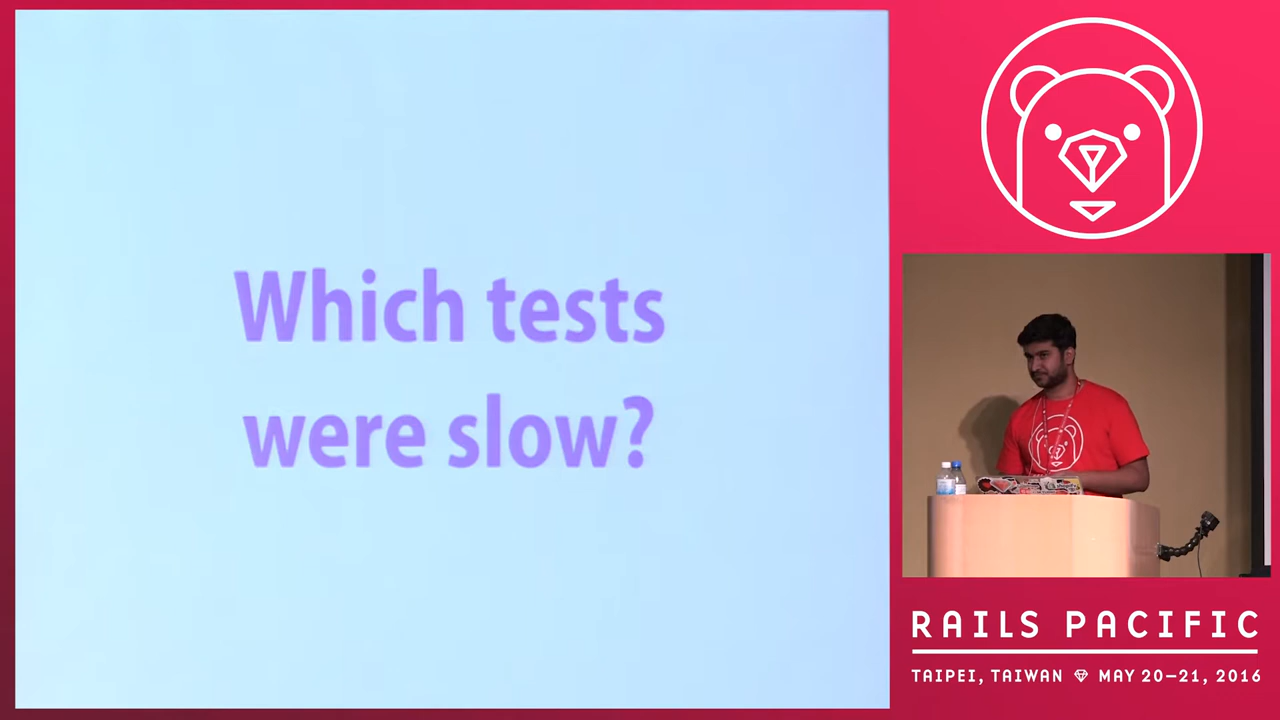 Which tests
were slow?
RAILS PACIFIC
TAIPEI, TAIWAN MAY 20–21, 2016